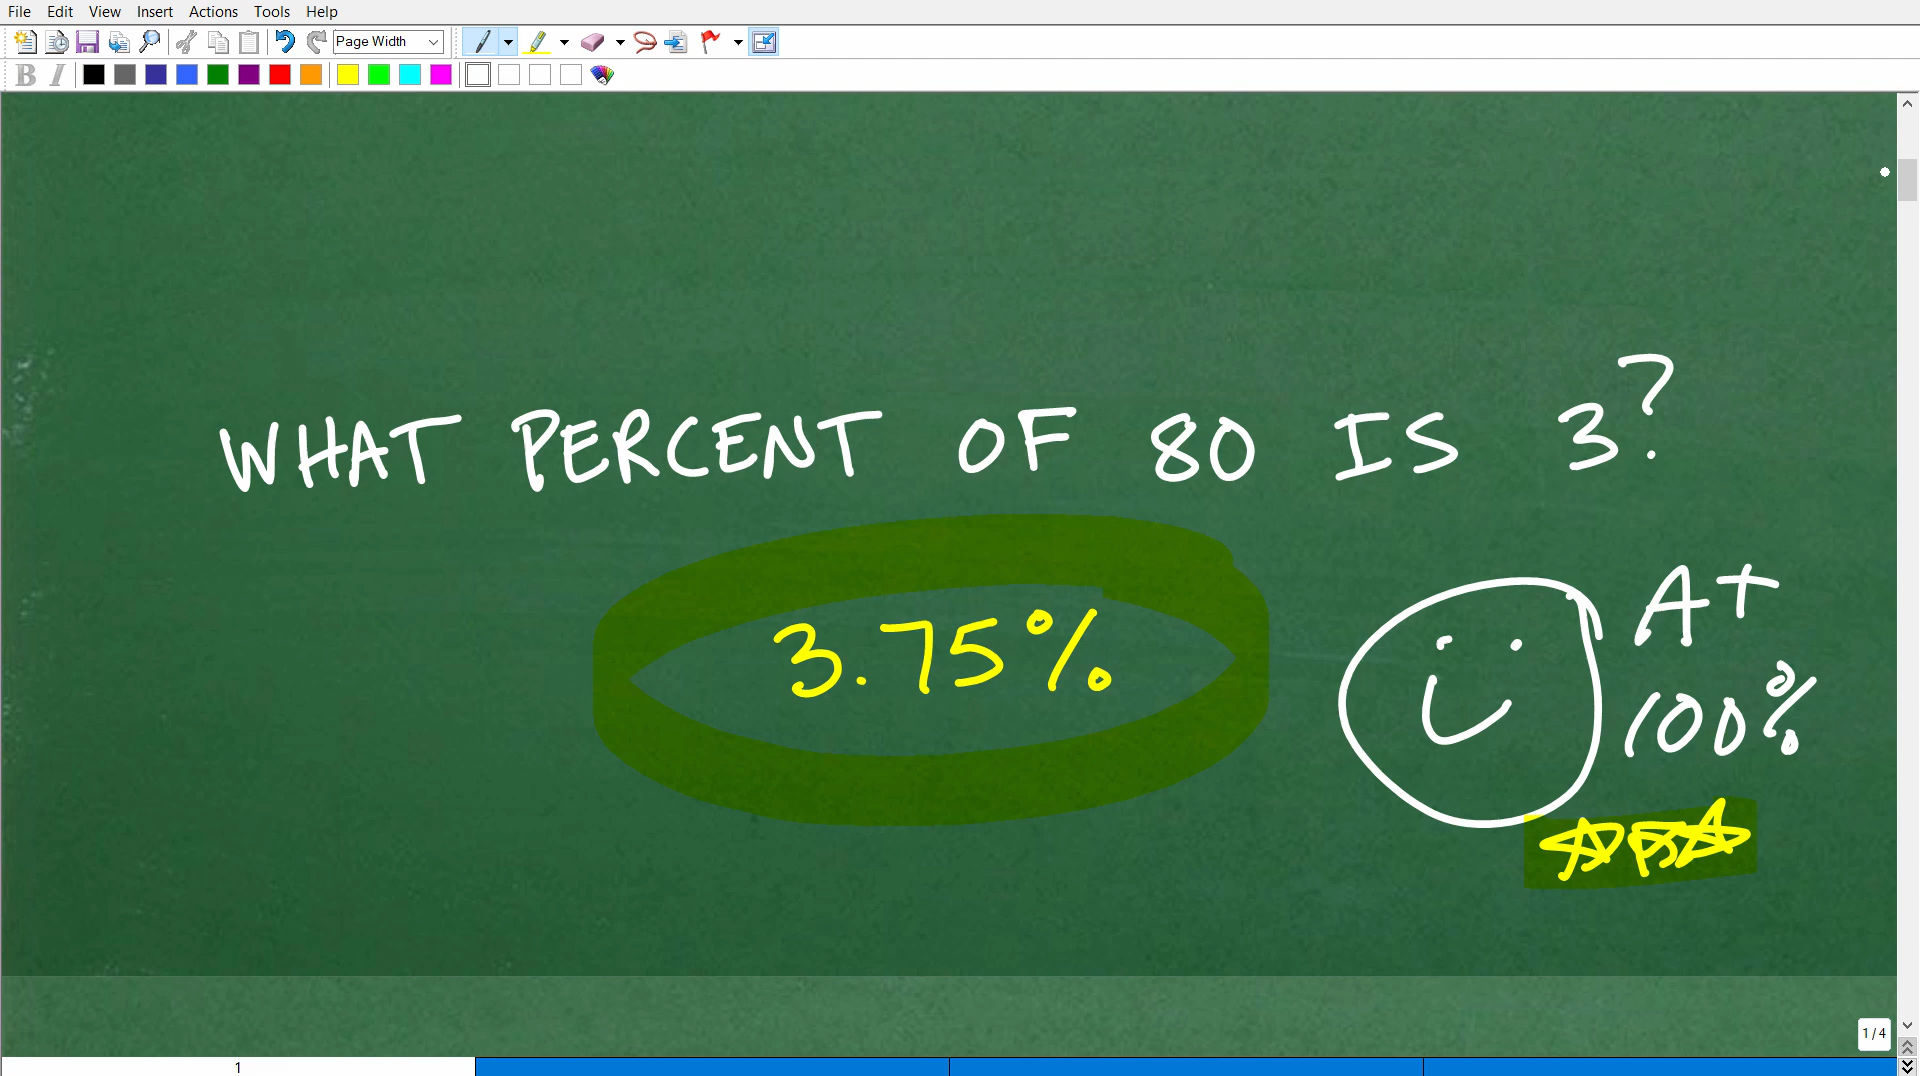 File Edit View Insert Actions Tools Help
Page Width
B I
WHAT PERCENT OF 80 IS 3?
3.75%
A+
100%
1 / 4
1